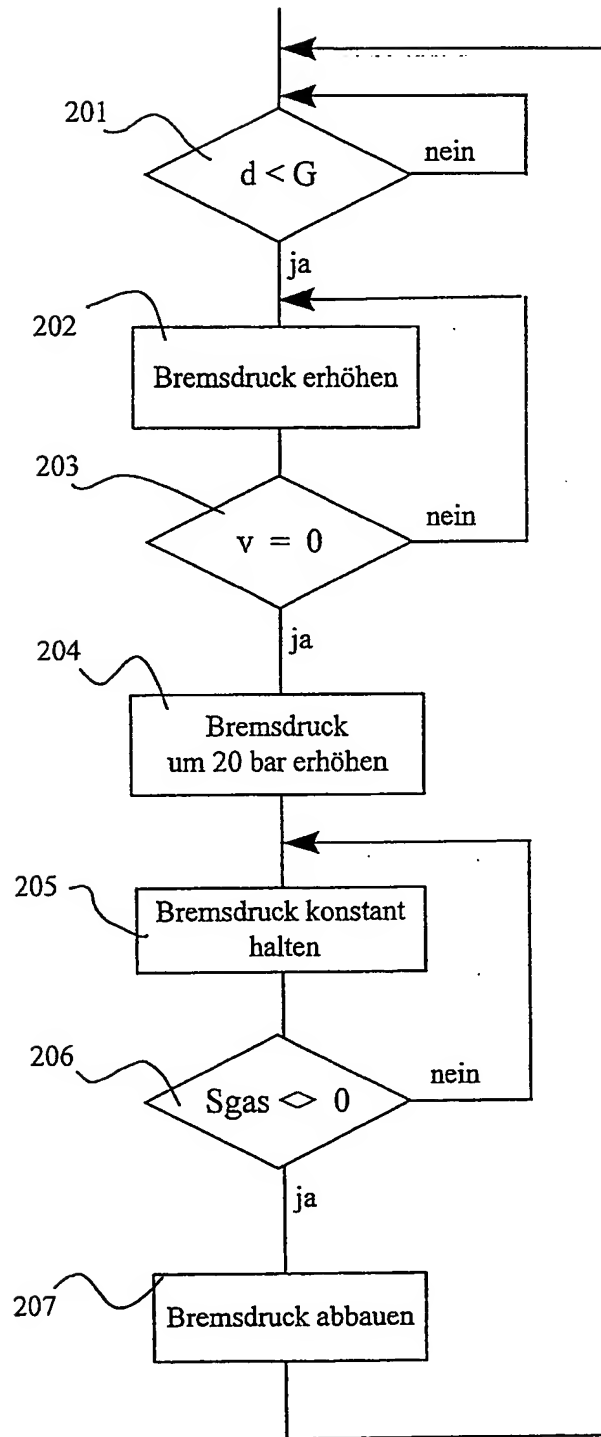 201
d < G
nein
ja
202
Bremsdruck erhöhen
203
v = 0
nein
ja
204
Bremsdruck
um 20 bar erhöhen
205
Bremsdruck konstant
halten
206
Sgas <> 0
nein
ja
207
Bremsdruck abbauen